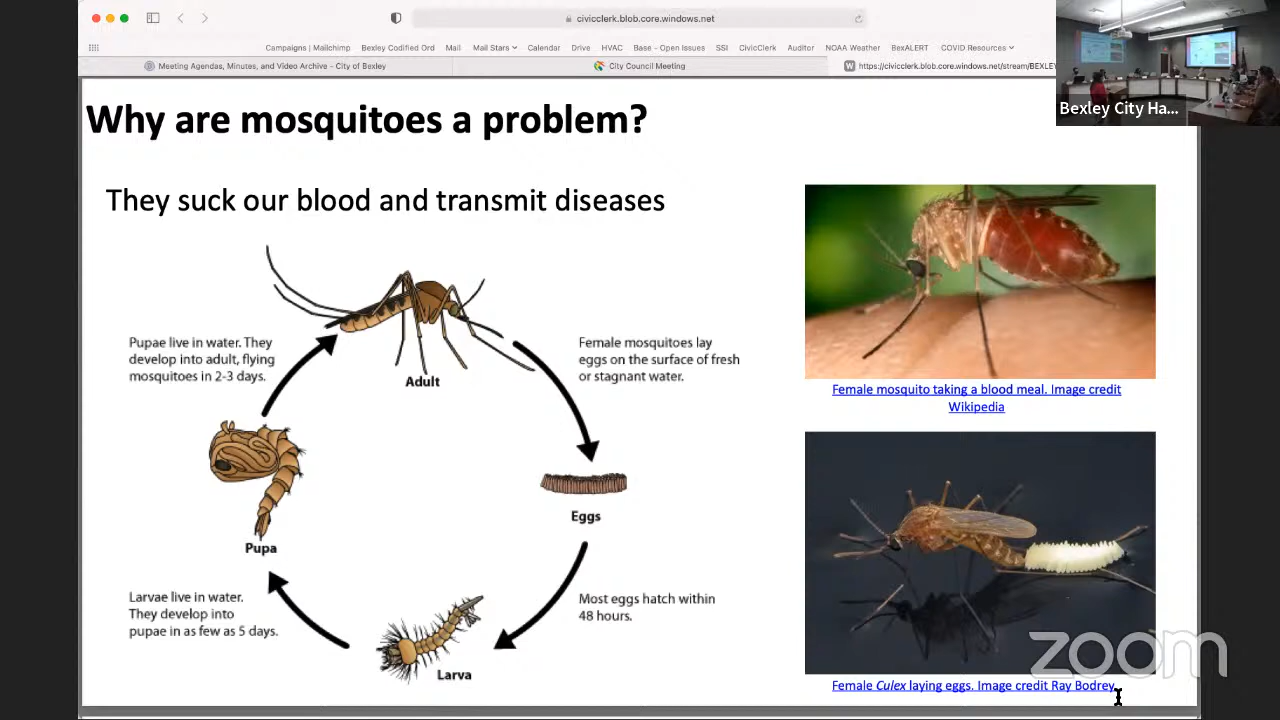 civicclerk.blob.core.windows.net
Campaigns | Mailchimp Bexley Codified Ord Mail Mail Stars Calendar Drive HVAC Base - Open Issues SSI CivicClerk Auditor NOAA Weather BexALERT COVID Resources
Meeting Agendas, Minutes, and Video Archive - City of Bexley
City Council Meeting
W https://civicclerk.blob.core.windows.net/stream/BEXLEY
Bexley City Ha...
Why are mosquitoes a problem?
They suck our blood and transmit diseases
Pupae live in water. They
develop into adult, flying
mosquitoes in 2-3 days.
Adult
Female mosquitoes lay
eggs on the surface of fresh
or stagnant water.
Eggs
Pupa
Larvae live in water.
They develop into
pupae in as few as 5 days.
Most eggs hatch within
48 hours.
Larva
Female mosquito taking a blood meal. Image credit
Wikipedia
Female Culex laying eggs. Image credit Ray Bodrey
zoom